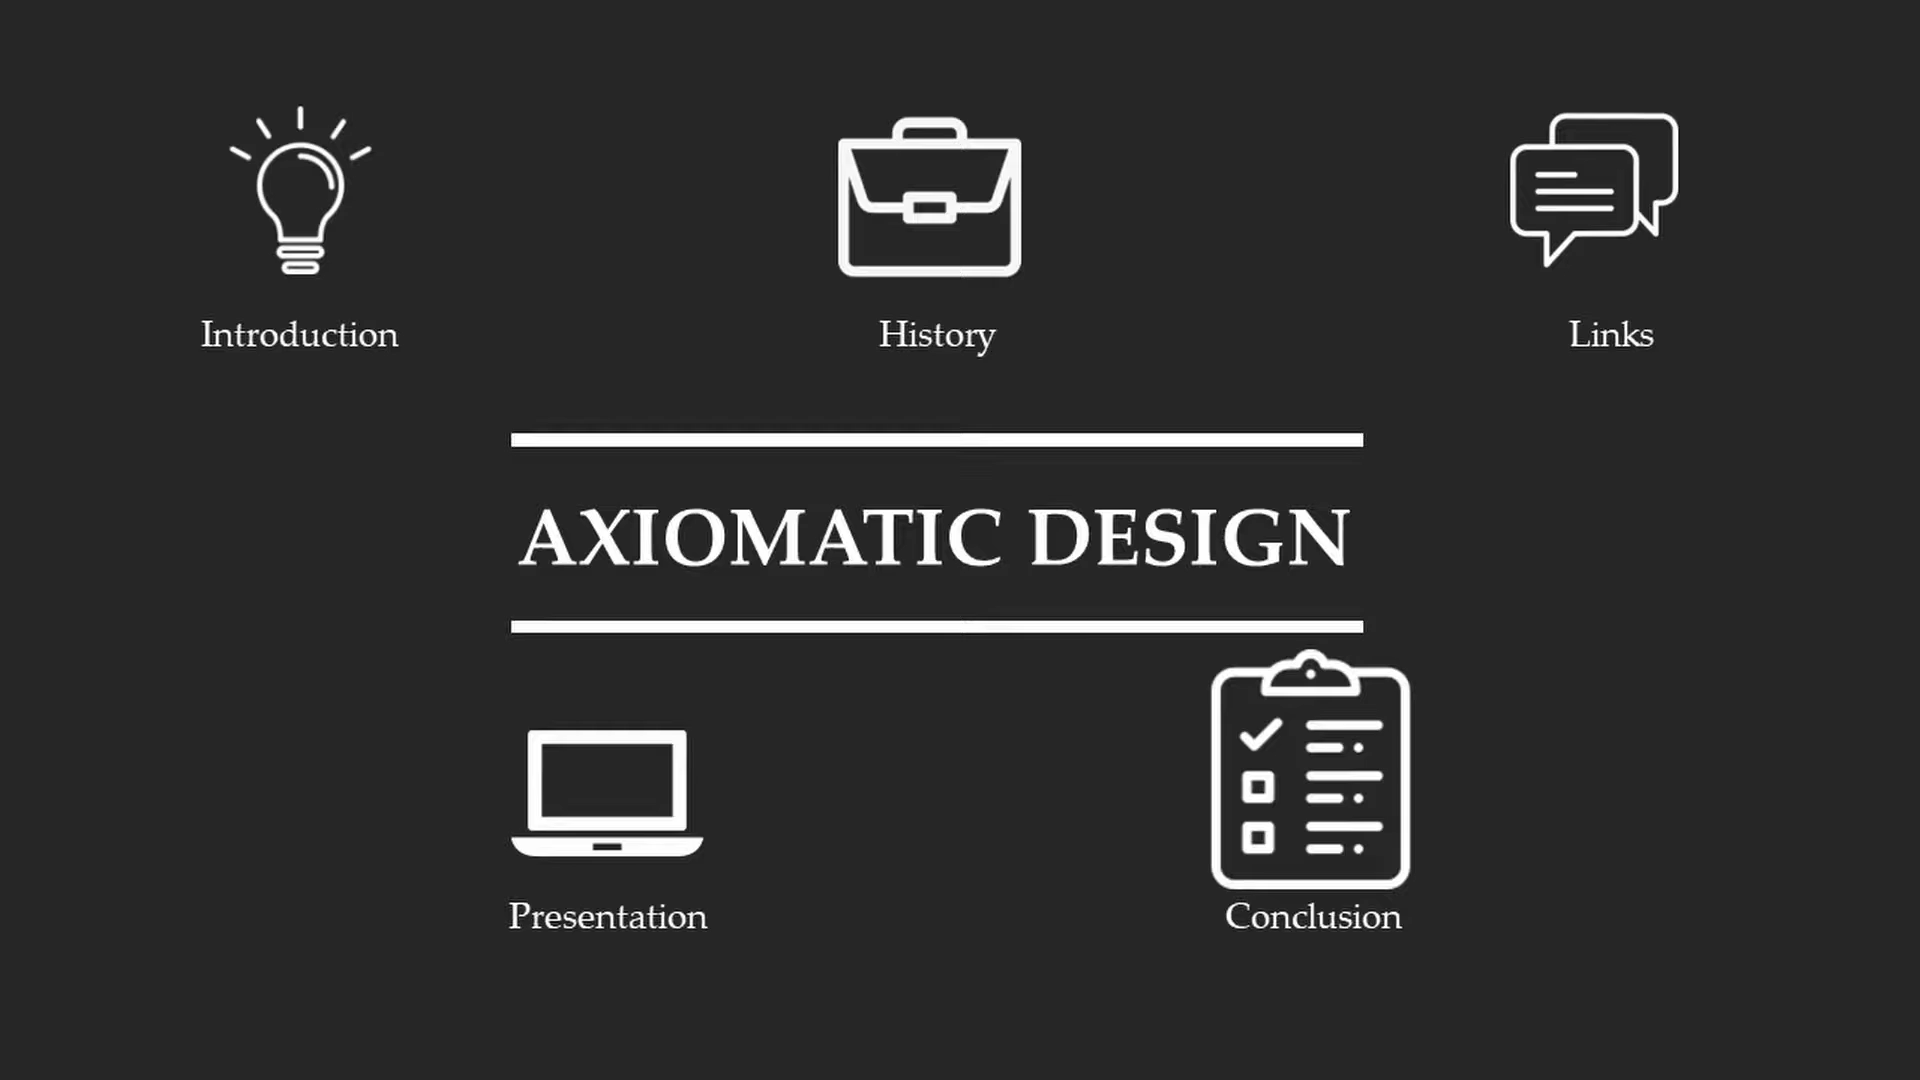 Introduction
History
Links
AXIOMATIC DESIGN
Presentation
Conclusion